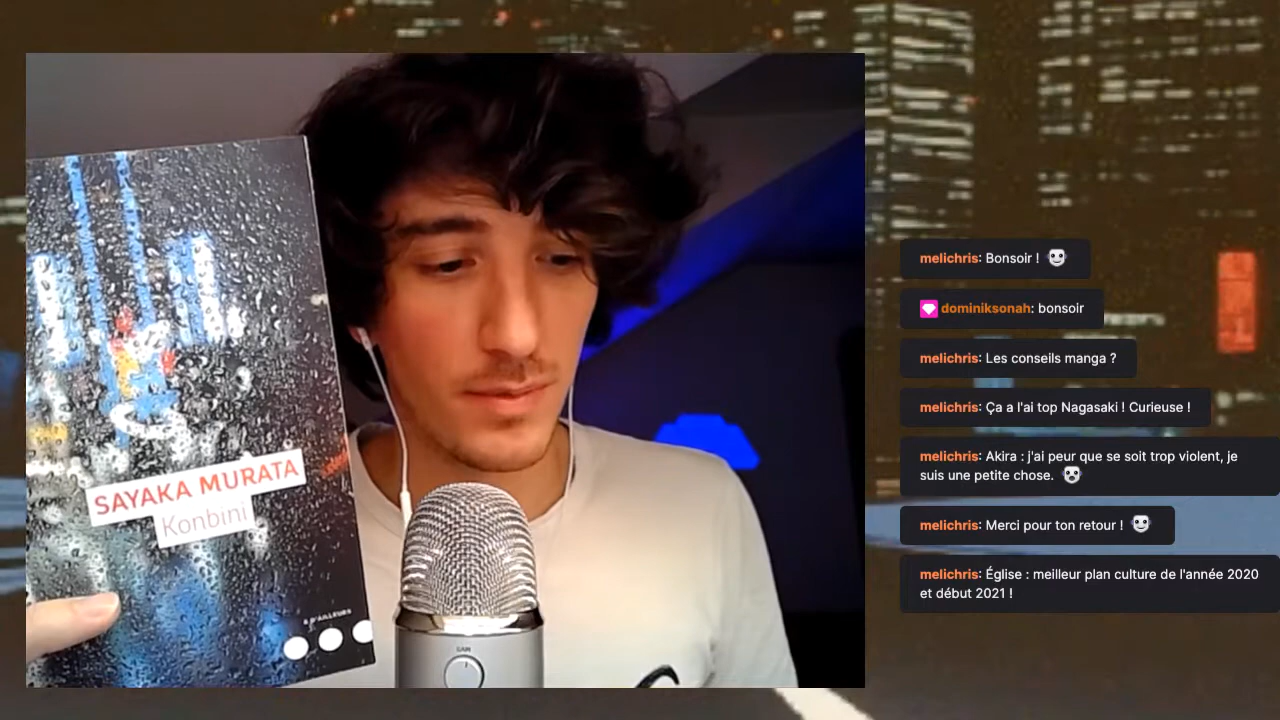 SAYAKA MURATA
Konbini
D'AILLEURS
GAIN
melichris: Bonsoir !
dominiksonah: bonsoir
melichris: Les conseils manga ?
melichris: Ça a l'ai top Nagasaki ! Curieuse !
melichris: Akira : j'ai peur que se soit trop violent, je
suis une petite chose.
melichris: Merci pour ton retour !
melichris: Église : meilleur plan culture de l'année 2020
et début 2021 !